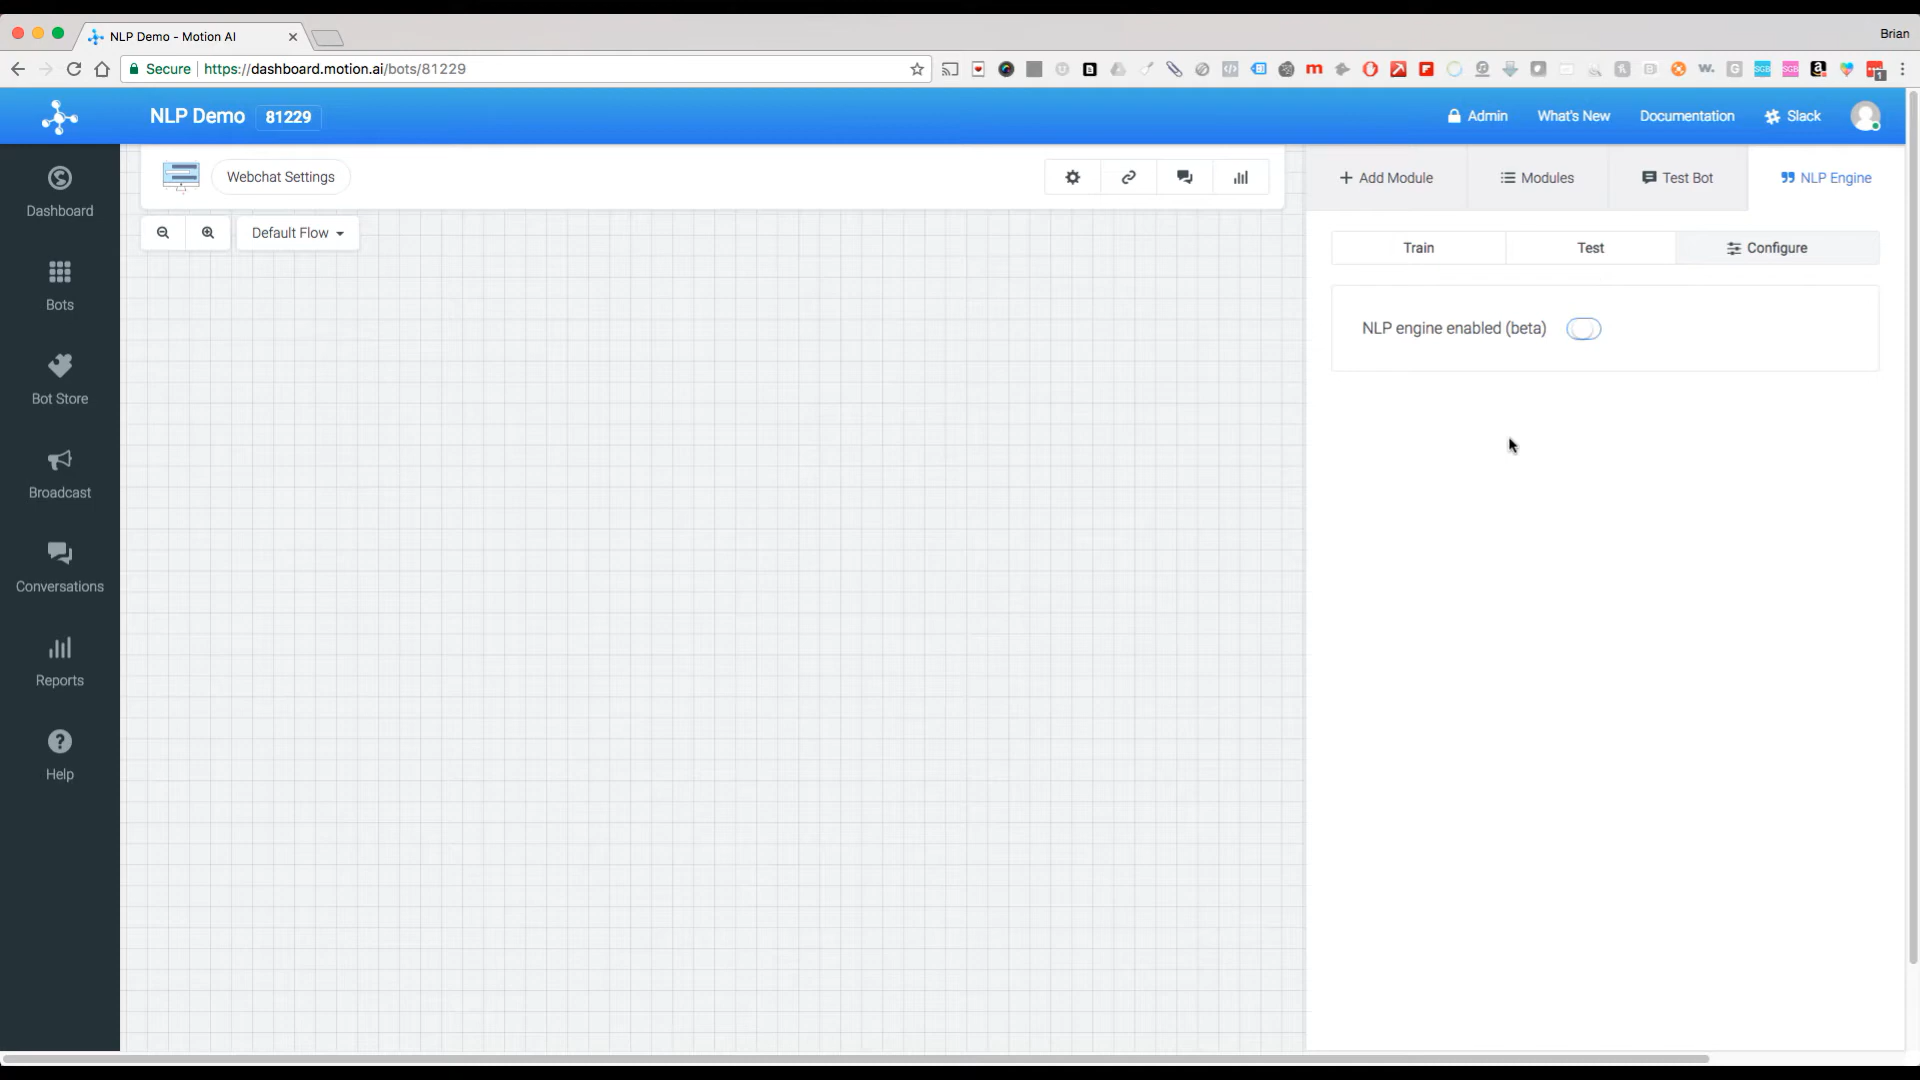 NLP Demo - Motion AI
Brian
Secure https://dashboard.motion.ai/bots/81229
NLP Demo 81229
Admin What's New Documentation Slack
Dashboard
Bots
Bot Store
Broadcast
Conversations
Reports
Help
Webchat Settings
Default Flow
Add Module Modules Test Bot NLP Engine
Train Test Configure
NLP engine enabled (beta)